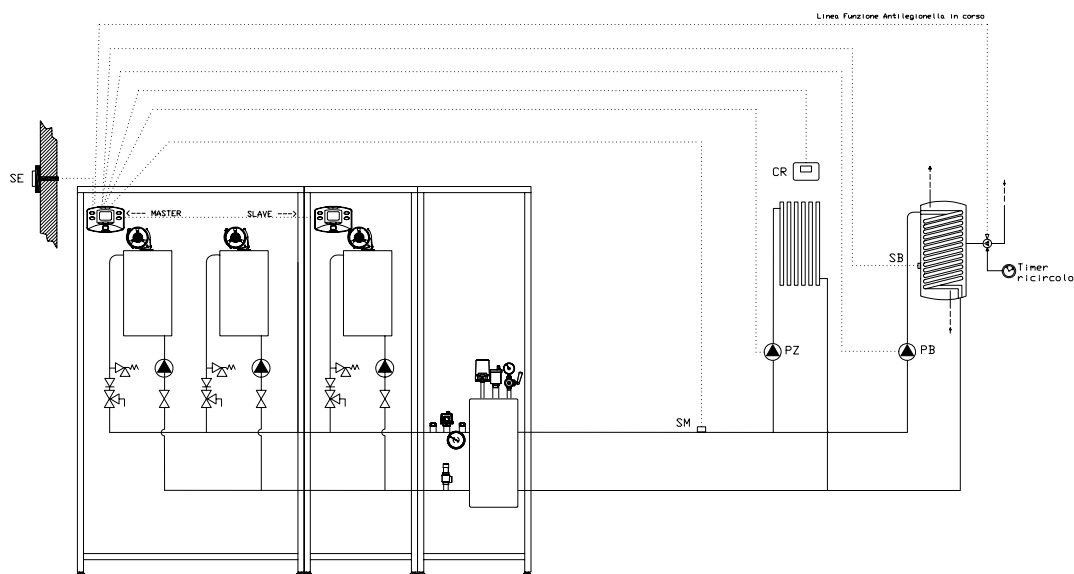 Linea Funzione Antilegionella in corso
CR
SE
<--- MASTER
SLAVE --->
SB
Timer
ricircolo
PZ
PB
SM